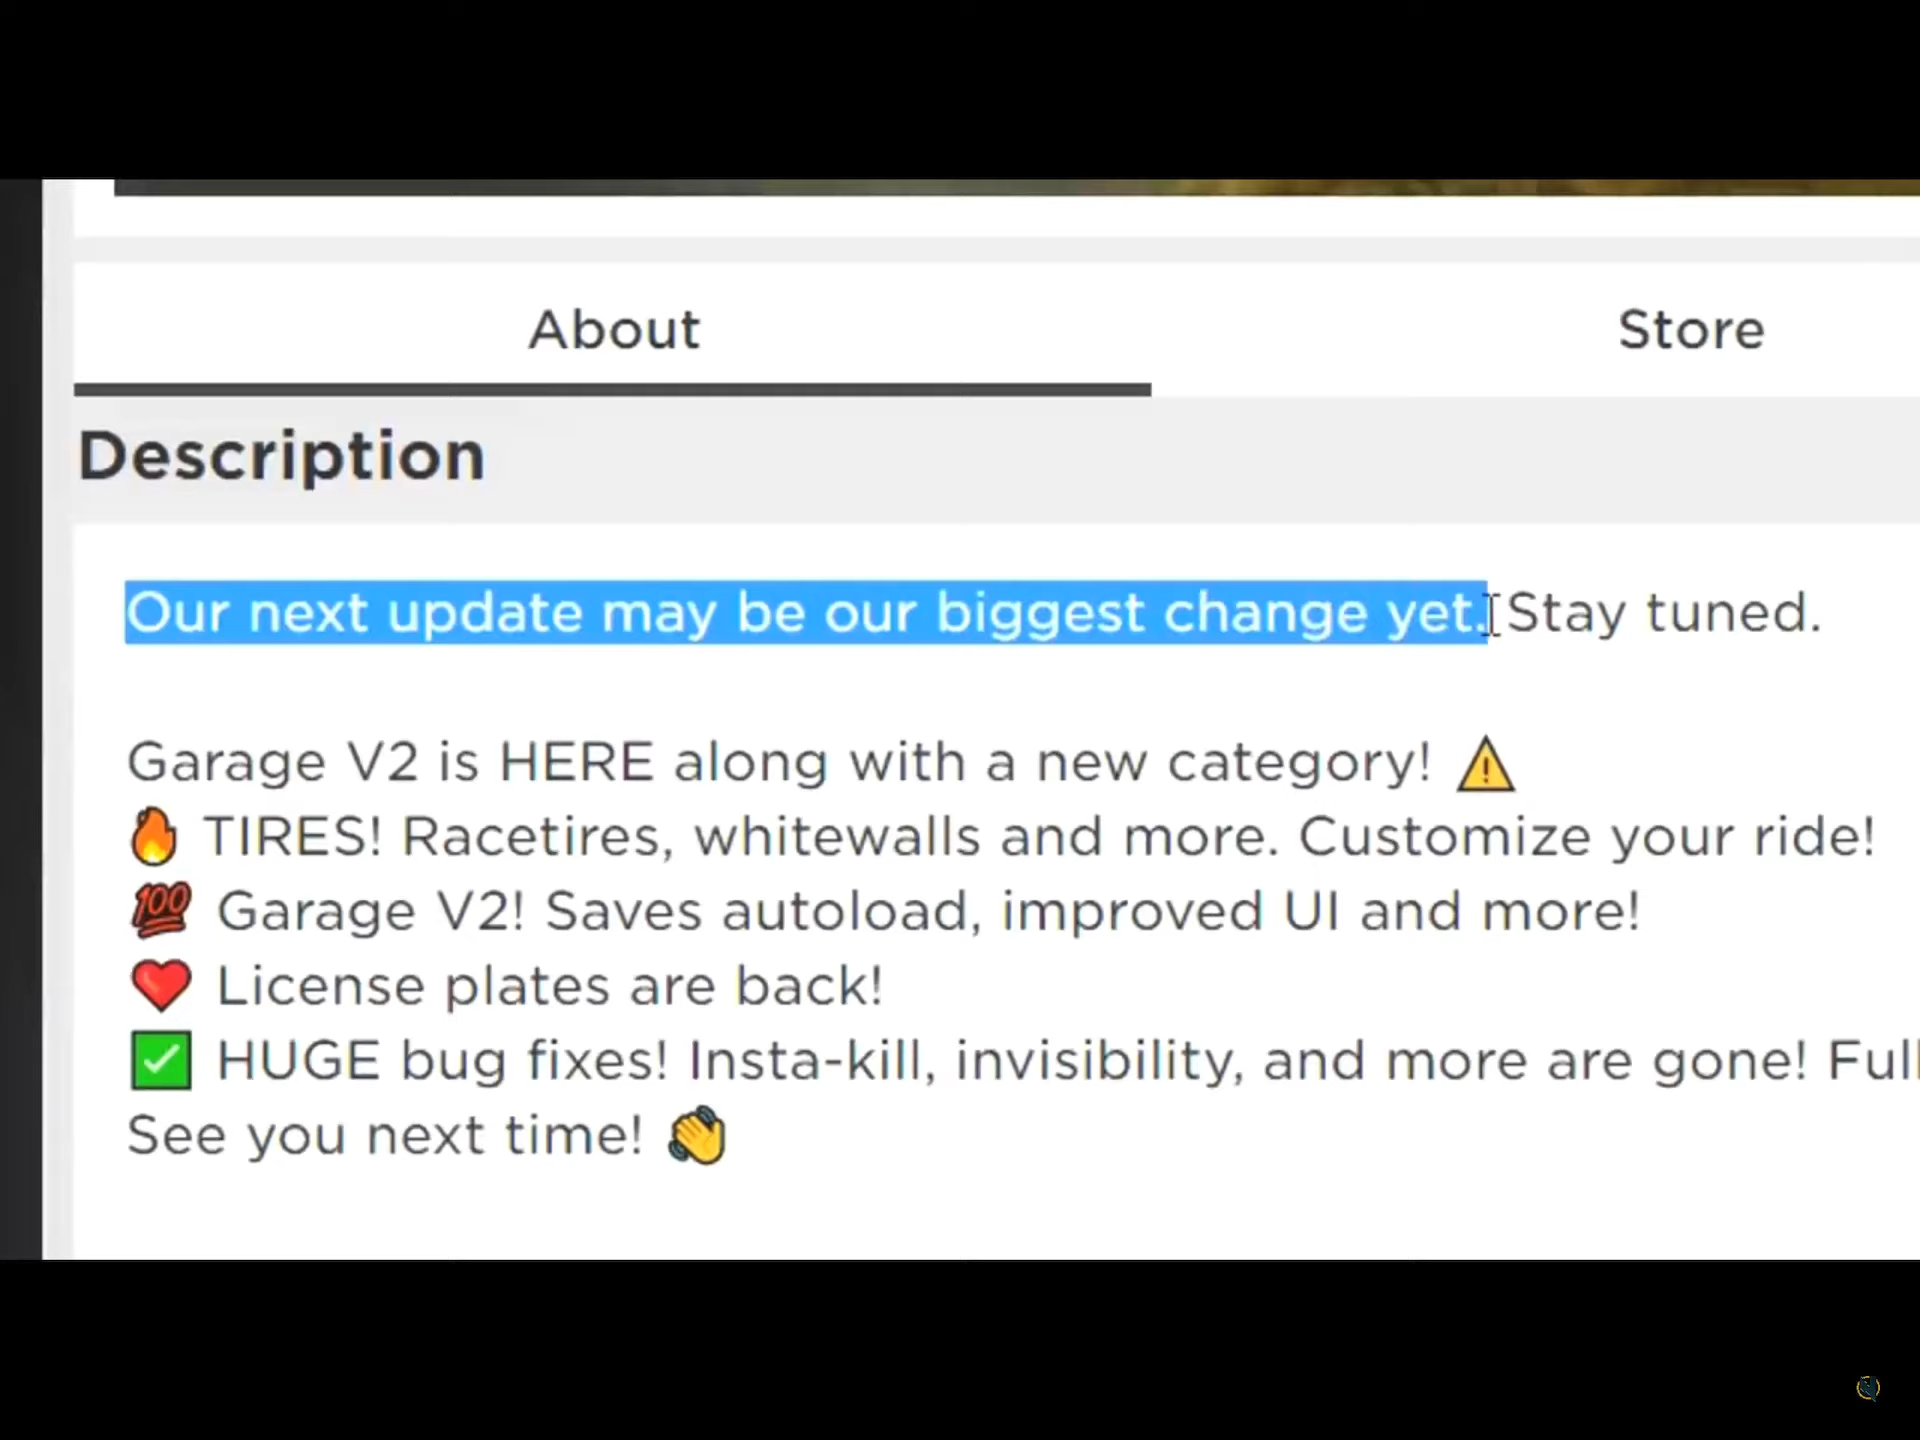 About
Store
Description
Our next update may be our biggest change yet. Stay tuned.
Garage V2 is HERE along with a new category! ⚠️
🔥 TIRES! Racetires, whitewalls and more. Customize your ride!
💯 Garage V2! Saves autoload, improved UI and more!
❤️ License plates are back!
✅ HUGE bug fixes! Insta-kill, invisibility, and more are gone! Full
See you next time! 👋